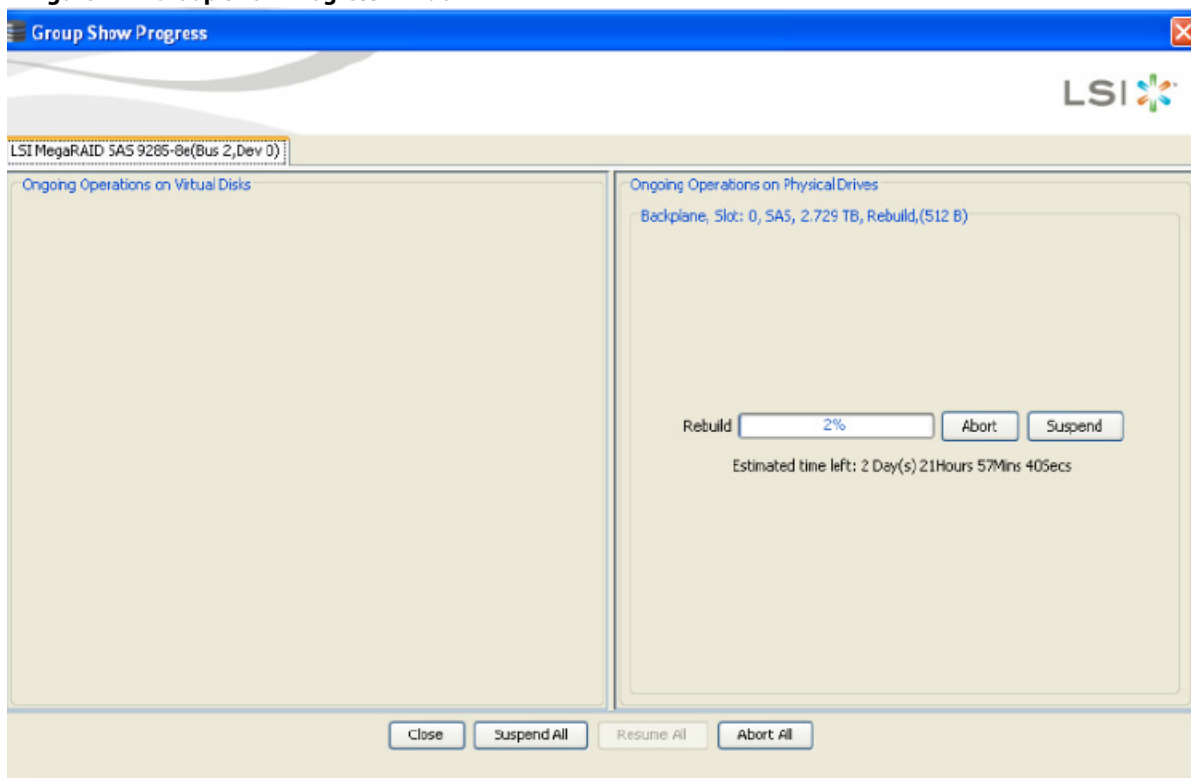 Group Show Progress
LSI
LSI MegaRAID SAS 9285-8e(Bus 2,Dev 0)
Ongoing Operations on Virtual Disks
Ongoing Operations on Physical Drives
Backplane, Slot: 0, SAS, 2.729 TB, Rebuild,(512 B)
Rebuild 2% Abort Suspend
Estimated time left: 2 Day(s) 21Hours 57Mins 40Secs
Close Suspend All Resume All Abort All